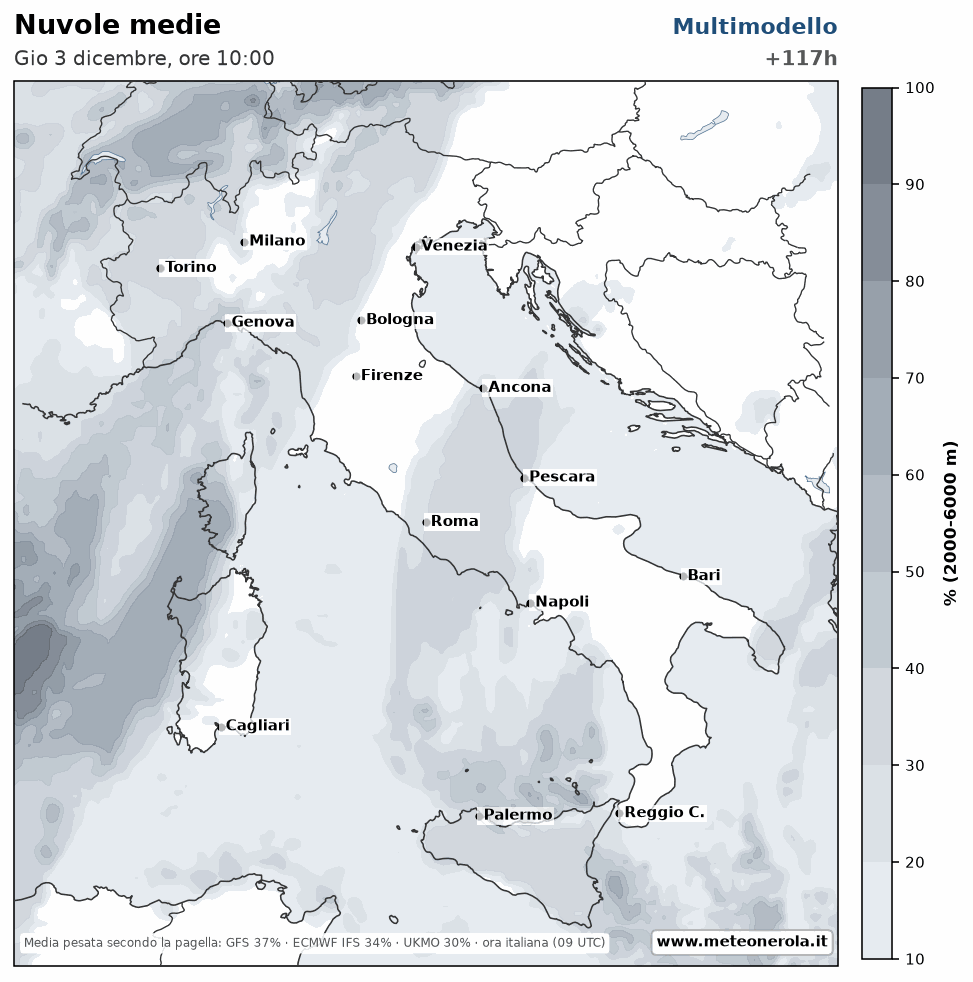 Nuvole medie
Multimodello
Gio 3 dicembre, ore 10:00
+117h
100
90
80
70
60
50
40
30
20
10
% (2000-6000 m)
Milano
Venezia
Torino
Genova
Bologna
Firenze
Ancona
Pescara
Roma
Bari
Napoli
Cagliari
Palermo
Reggio C.
Media pesata secondo la pagella: GFS 37% · ECMWF IFS 34% · UKMO 30% · ora italiana (09 UTC)
www.meteonerola.it